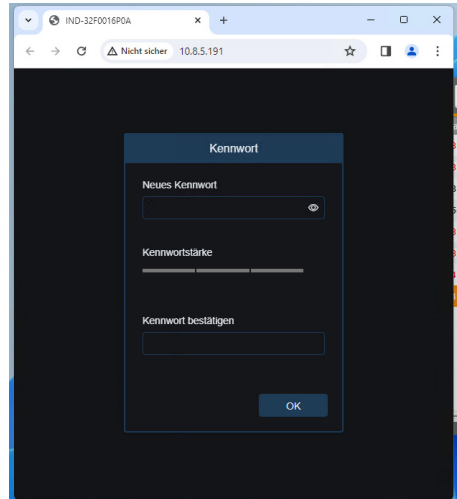 IND-32F0016P0A
Nicht sicher 10.8.5.191
Kennwort
Neues Kennwort
Kennwortstärke
Kennwort bestätigen
OK